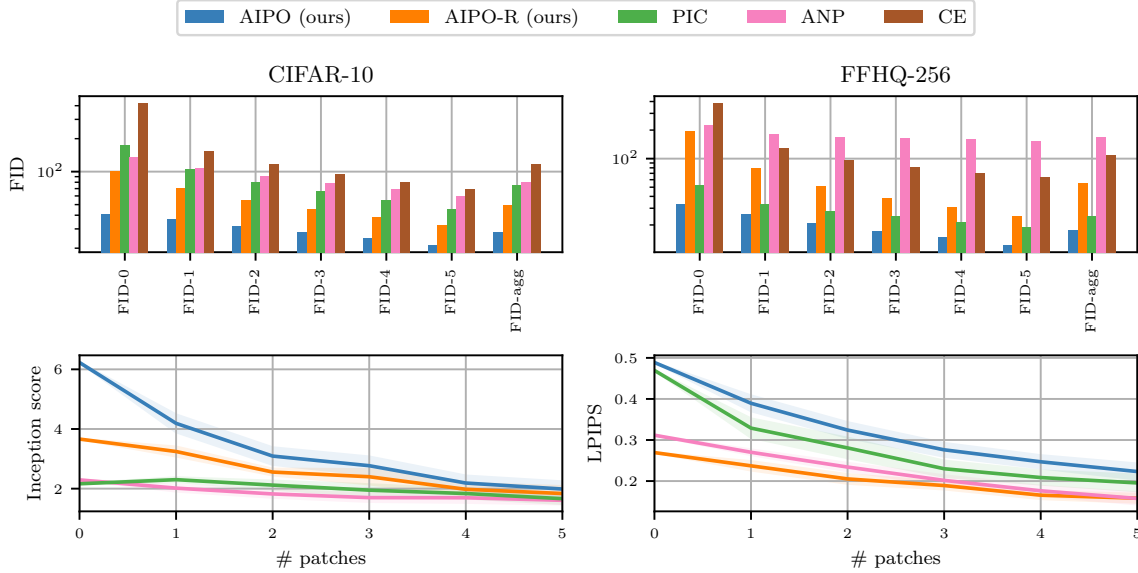 AIPO (ours) AIPO-R (ours) PIC ANP CE
CIFAR-10
FID
10²
FID-0 FID-1 FID-2 FID-3 FID-4 FID-5 FID-agg
FFHQ-256
10²
FID-0 FID-1 FID-2 FID-3 FID-4 FID-5 FID-agg
Inception score
6
4
2
0 1 2 3 4 5
# patches
LPIPS
0.5
0.4
0.3
0.2
0 1 2 3 4 5
# patches